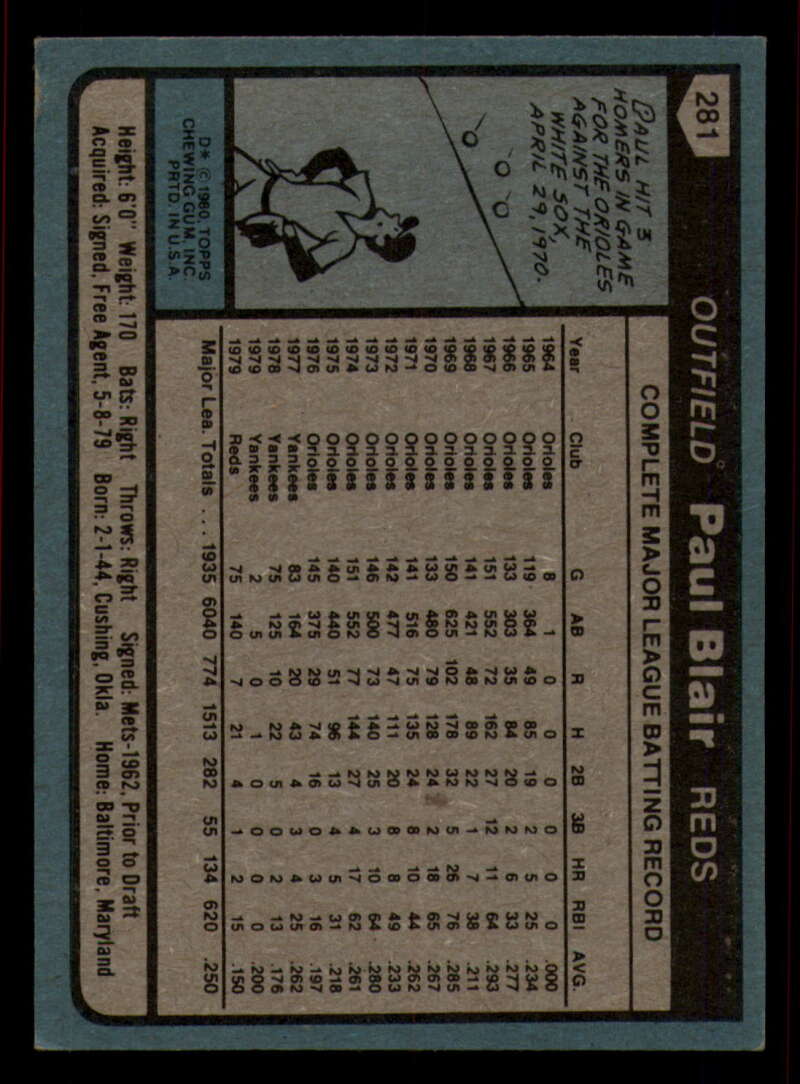 281
OUTFIELD Paul Blair REDS
PAUL HIT 3
HOMERS IN GAME
FOR THE ORIOLES
AGAINST THE
WHITE SOX,
APRIL 29, 1970.
D* © 1980. TOPPS
CHEWING GUM, INC.
PRTD. IN U.S.A.
COMPLETE MAJOR LEAGUE BATTING RECORD
Year Club G AB R H 2B 3B HR RBI AVG.
1964 Orioles 8 1 0 0 0 0 0 0 .000
1965 Orioles 119 364 49 85 19 2 5 25 .234
1966 Orioles 133 303 35 84 20 2 6 33 .277
1967 Orioles 151 552 72 162 27 12 11 64 .293
1968 Orioles 141 421 48 89 22 1 7 38 .211
1969 Orioles 150 625 102 178 32 5 26 76 .285
1970 Orioles 133 480 79 128 24 2 18 65 .267
1971 Orioles 141 516 75 135 24 8 10 44 .262
1972 Orioles 142 477 47 111 20 8 8 49 .233
1973 Orioles 146 500 73 140 25 3 10 64 .280
1974 Orioles 151 552 77 144 27 4 17 62 .261
1975 Orioles 140 440 51 96 13 4 5 31 .218
1976 Orioles 145 375 29 74 16 0 3 16 .197
1977 Yankees 83 164 20 43 4 3 4 25 .262
1978 Yankees 75 125 10 22 5 0 2 13 .176
1979 Yankees 2 5 0 1 0 0 0 0 .200
1979 Reds 75 140 7 21 4 1 2 15 .150
Major Lea. Totals ... 1935 6040 774 1513 282 55 134 620 .250
Height: 6'0" Weight: 170 Bats: Right Throws: Right Signed: Mets-1962, Prior to Draft
Acquired: Signed, Free Agent, 5-8-79 Born: 2-1-44, Cushing, Okla. Home: Baltimore, Maryland